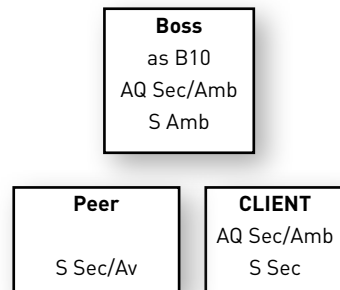 Boss
as B10
AQ Sec/Amb
S Amb
Peer
S Sec/Av
CLIENT
AQ Sec/Amb
S Sec